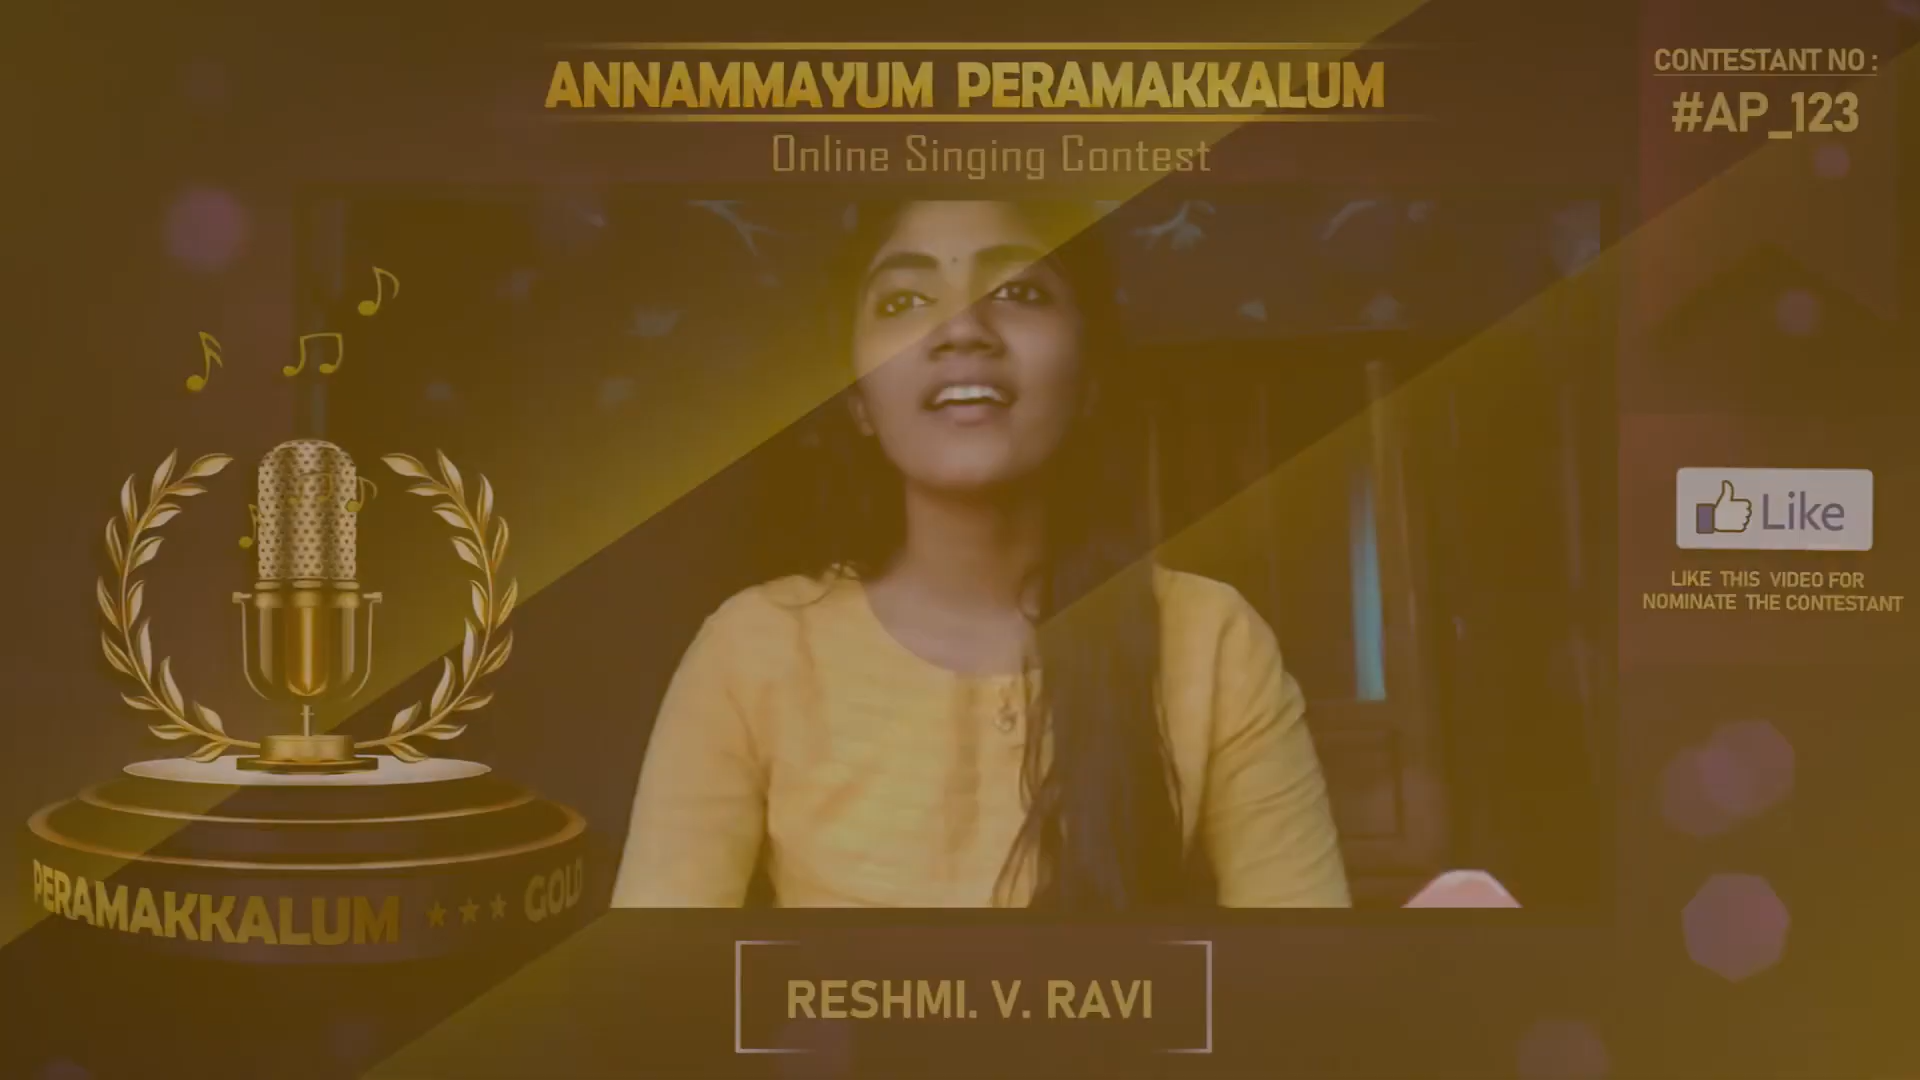 ANNAMMAYUM PERAMAKKALUM
Online Singing Contest
CONTESTANT NO :
#AP_123
Like
LIKE THIS VIDEO FOR
NOMINATE THE CONTESTANT
PERAMAKKALUM ★ ★ ★ GOLD
RESHMI. V. RAVI